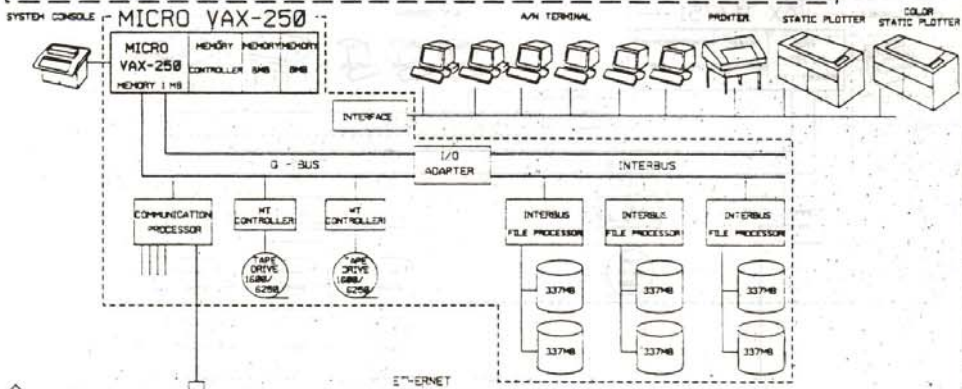 SYSTEM CONSOLE
MICRO VAX-250
A/N TERMINAL
PRINTER
STATIC PLOTTER
COLOR
STATIC PLOTTER
MICRO
VAX-250
MEMORY 1 MB
MEMORY
CONTROLLER
MEMORY
8MB
MEMORY
8MB
INTERFACE
Q - BUS
I/O
ADAPTER
INTERBUS
COMMUNICATION
PROCESSOR
MT
CONTROLLER
MT
CONTROLLER
INTERBUS
FILE PROCESSOR
INTERBUS
FILE PROCESSOR
INTERBUS
FILE PROCESSOR
TAPE
DRIVE
1600/
6250
TAPE
DRIVE
1600/
6250
337MB
337MB
337MB
337MB
337MB
337MB
ETHERNET